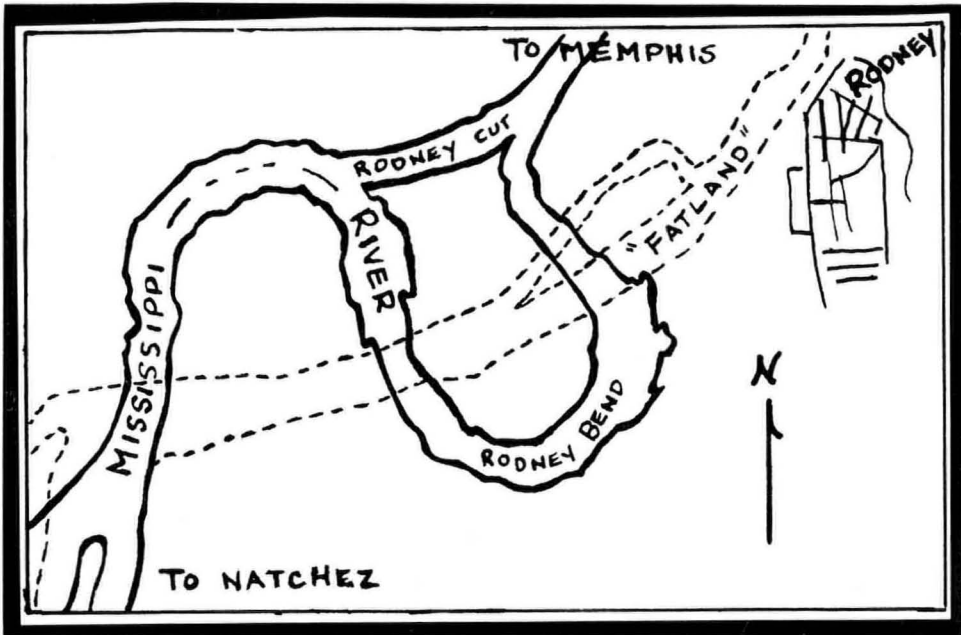 TO MEMPHIS
RODNEY
RODNEY CUT
"FATLAND"
MISSISSIPPI
RIVER
RODNEY BEND
N
TO NATCHEZ